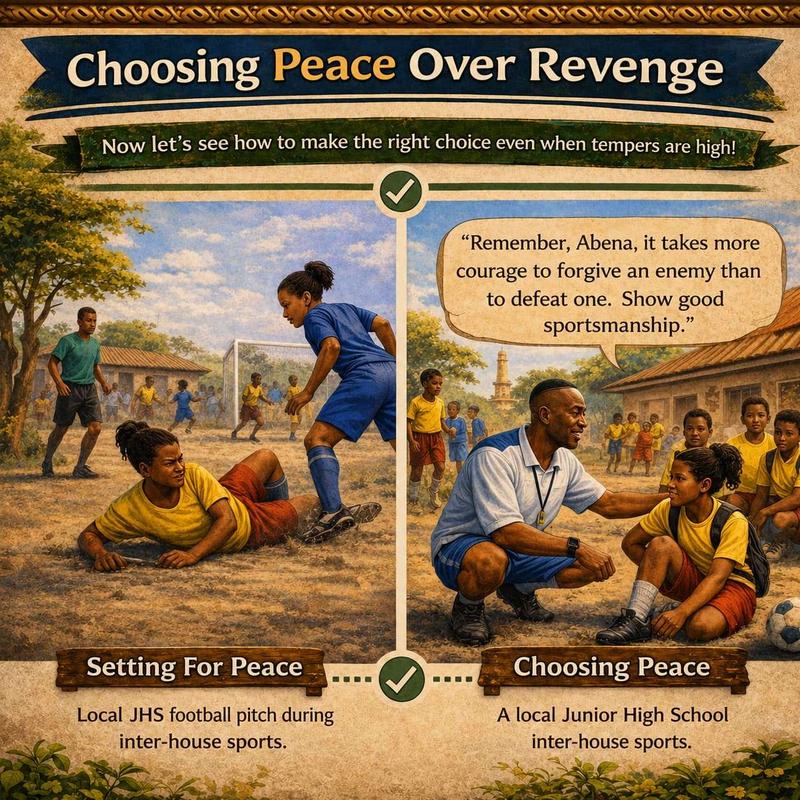 Choosing Peace Over Revenge
Now let's see how to make the right choice even when tempers are high!
“Remember, Abena, it takes more
courage to forgive an enemy than
to defeat one. Show good
sportsmanship.”
Setting For Peace
Local JHS football pitch during
inter-house sports.
Choosing Peace
A local Junior High School
inter-house sports.